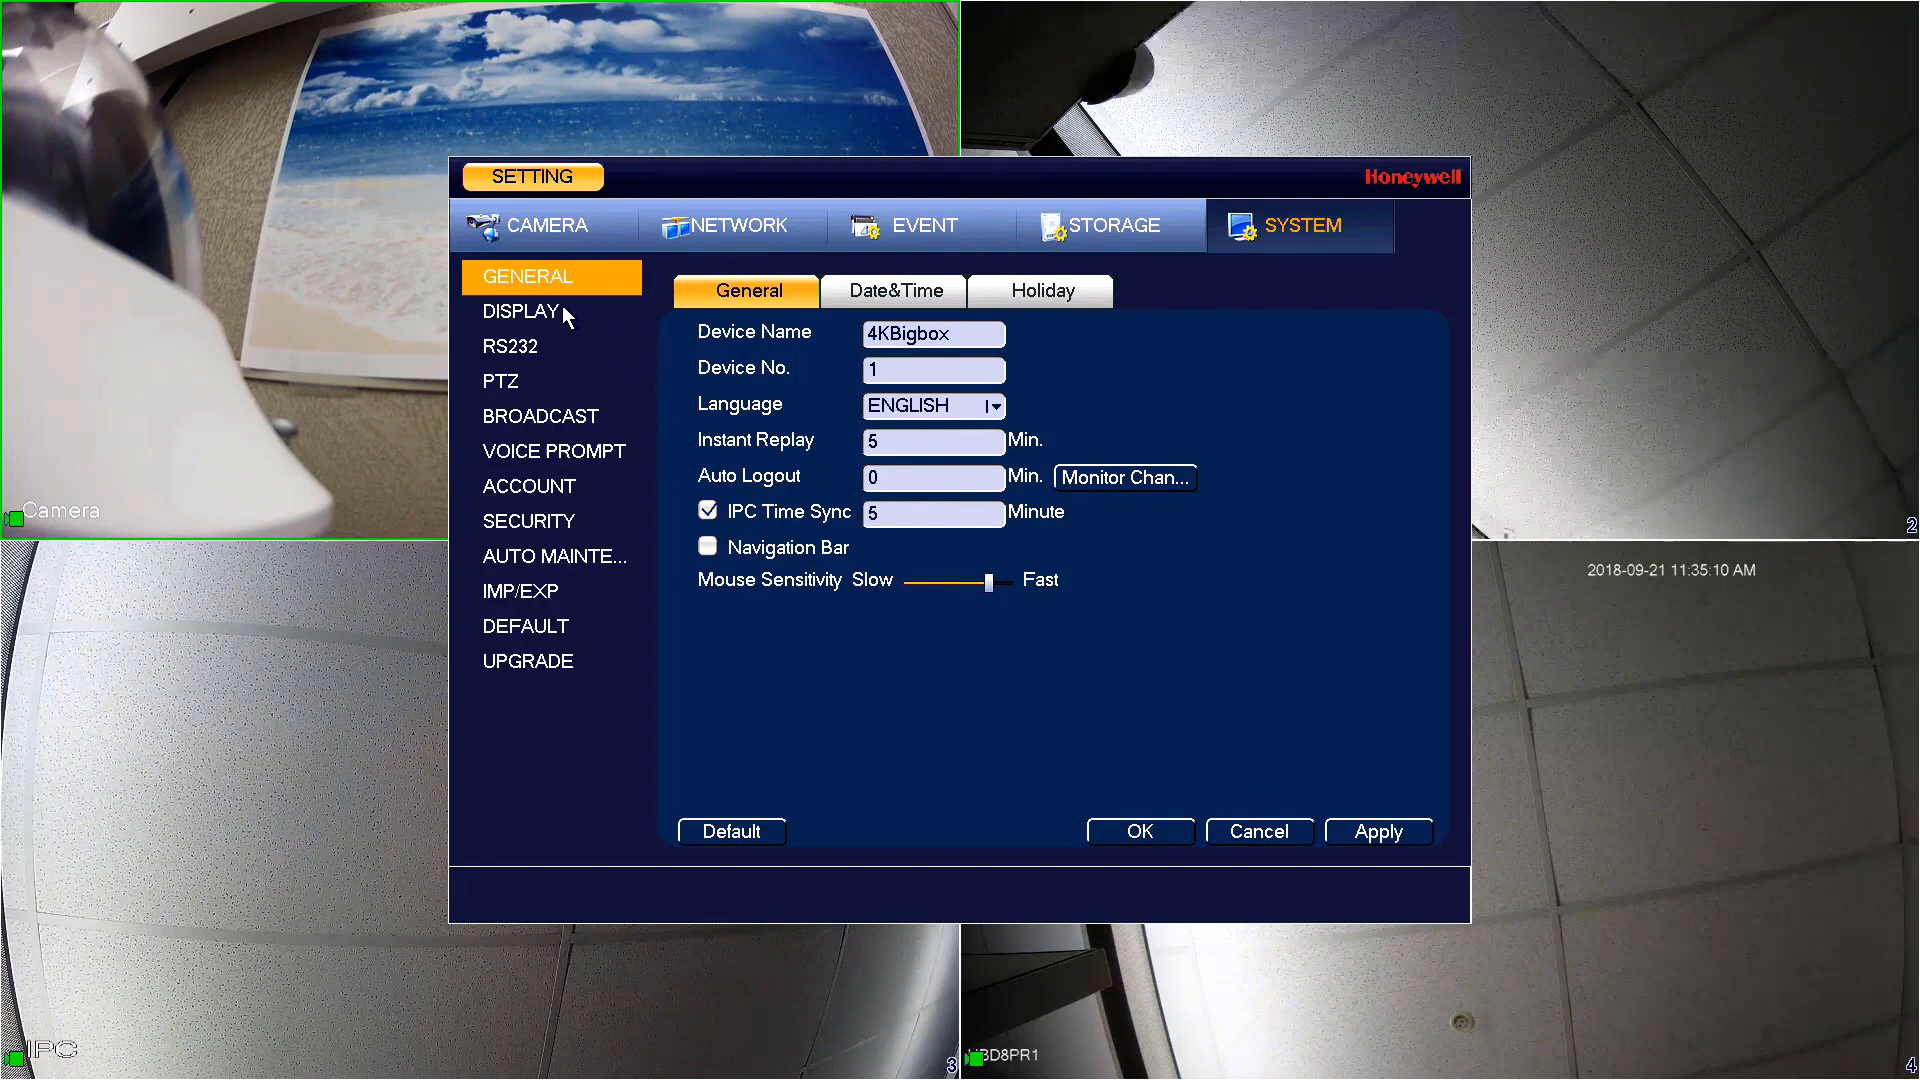 SETTING
Honeywell
CAMERA NETWORK EVENT STORAGE SYSTEM
GENERAL
DISPLAY
RS232
PTZ
BROADCAST
VOICE PROMPT
ACCOUNT
SECURITY
AUTO MAINTE...
IMP/EXP
DEFAULT
UPGRADE
General Date&Time Holiday
Device Name 4KBigbox
Device No. 1
Language ENGLISH
Instant Replay 5 Min.
Auto Logout 0 Min. Monitor Chan...
IPC Time Sync 5 Minute
Navigation Bar
Mouse Sensitivity Slow Fast
Default OK Cancel Apply
Camera
2
2018-09-21 11:35:10 AM
IPC
3
BD8PR1
4